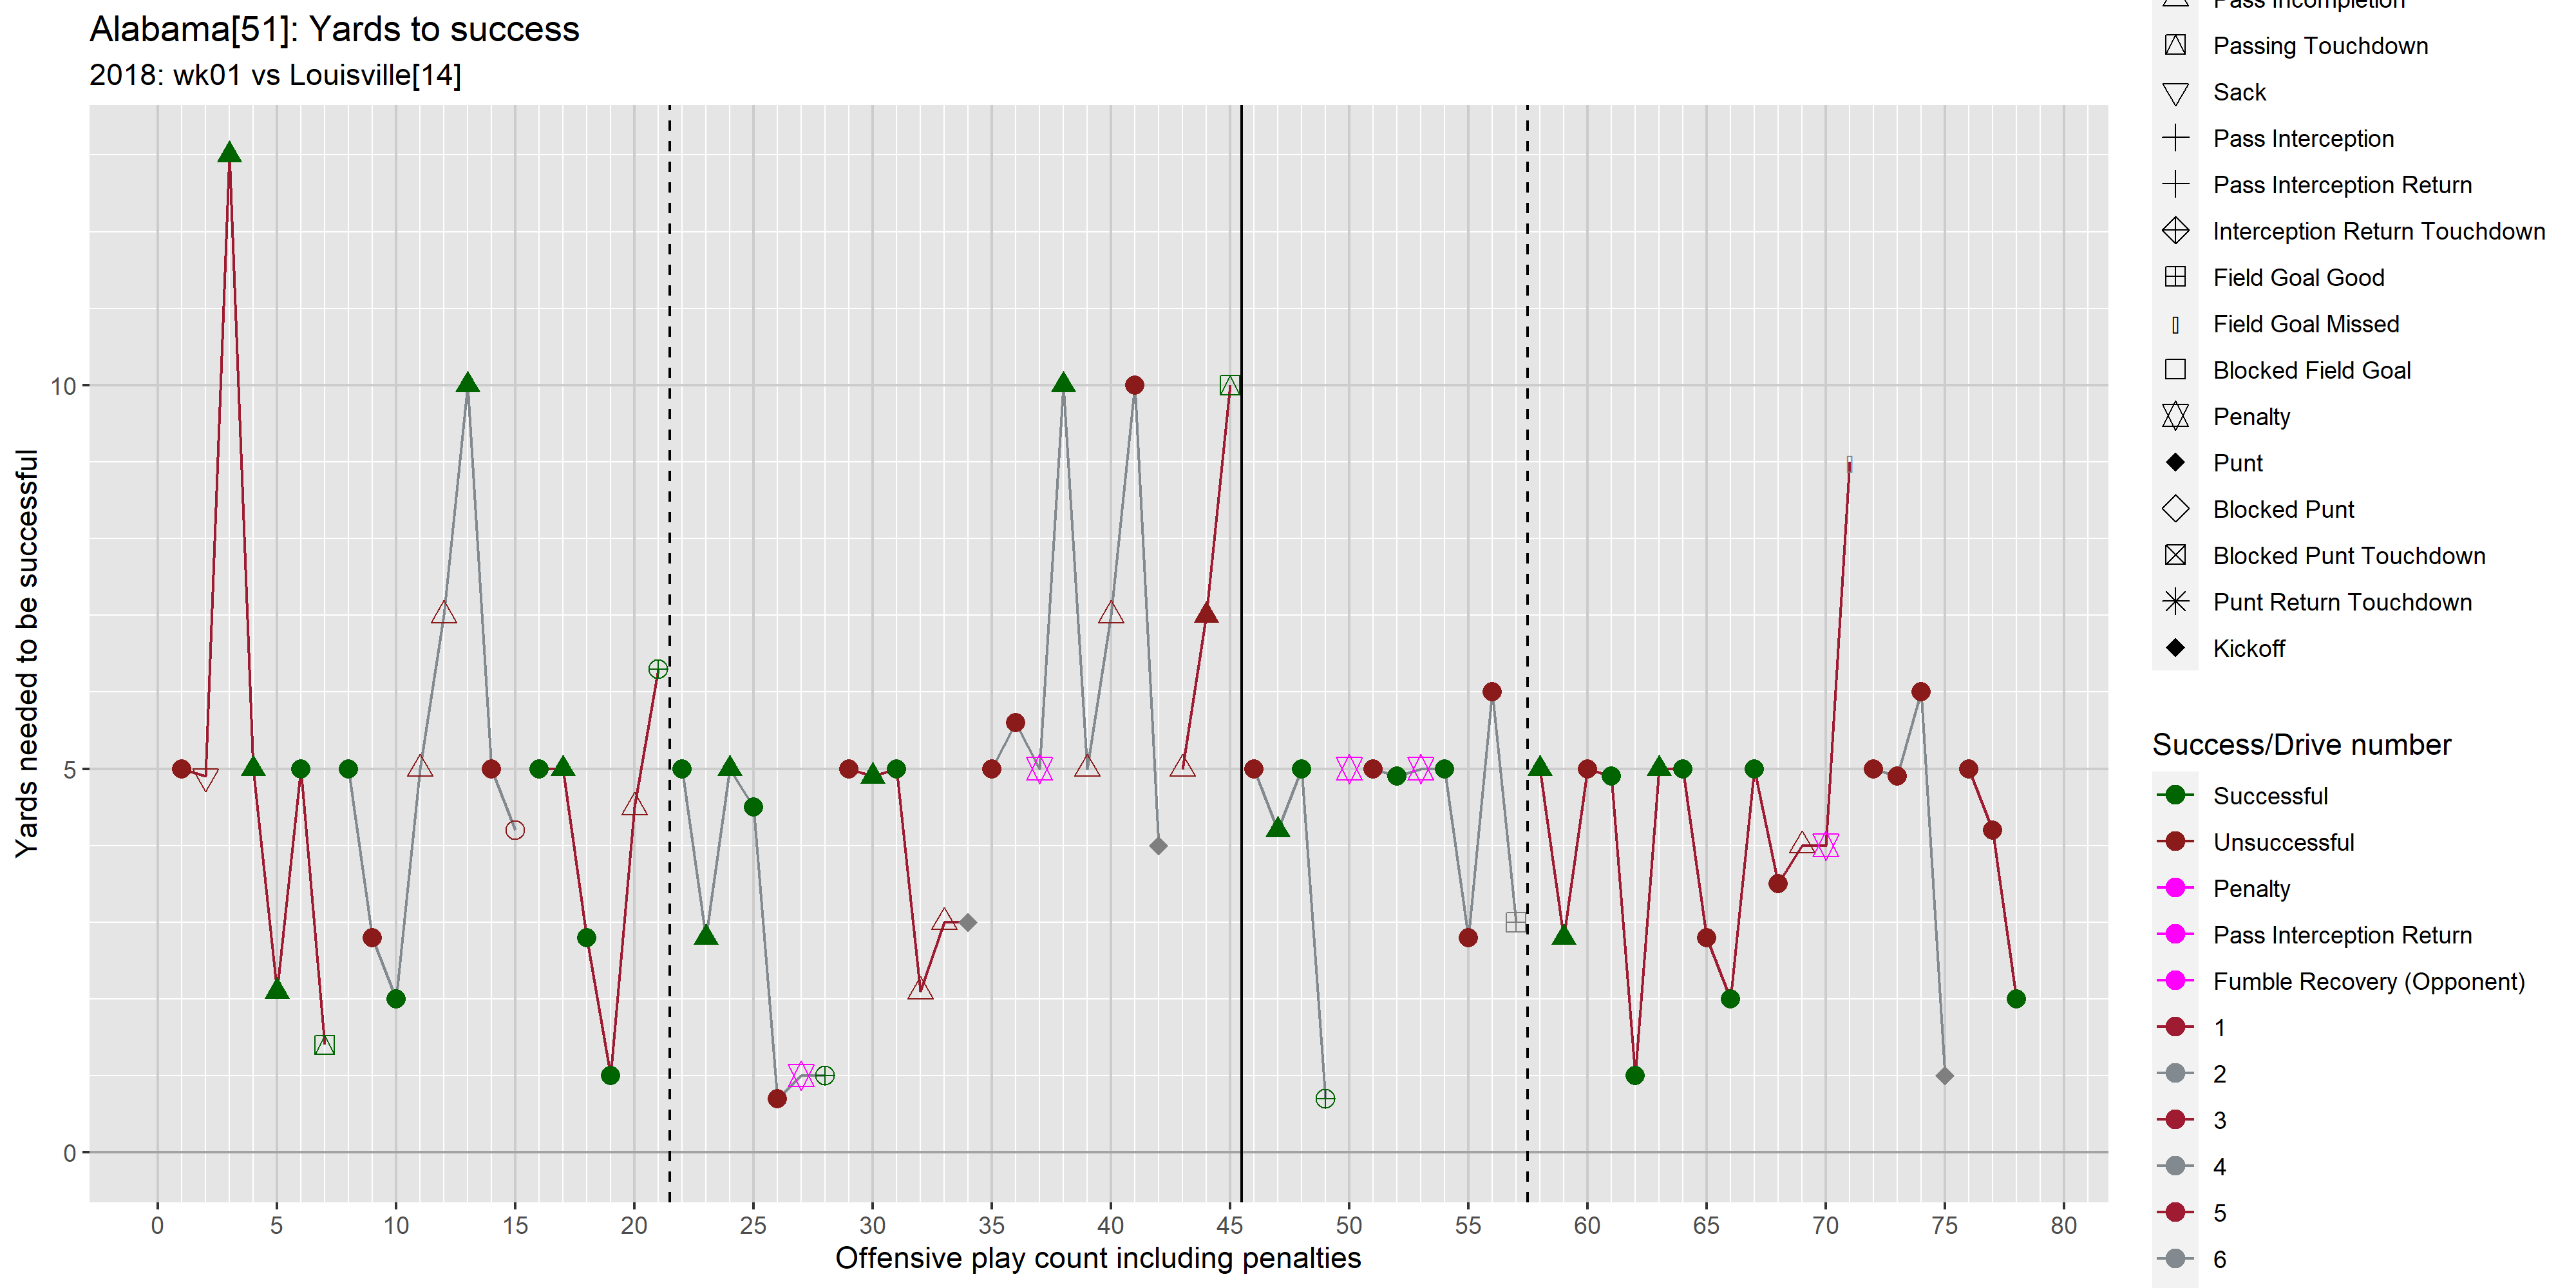 Alabama[51]: Yards to success
2018: wk01 vs Louisville[14]
Yards needed to be successful
10
5
0
0 5 10 15 20 25 30 35 40 45 50 55 60 65 70 75 80
Offensive play count including penalties
Pass Incompletion
Passing Touchdown
Sack
Pass Interception
Pass Interception Return
Interception Return Touchdown
Field Goal Good
Field Goal Missed
Blocked Field Goal
Penalty
Punt
Blocked Punt
Blocked Punt Touchdown
Punt Return Touchdown
Kickoff
Success/Drive number
Successful
Unsuccessful
Penalty
Pass Interception Return
Fumble Recovery (Opponent)
1
2
3
4
5
6